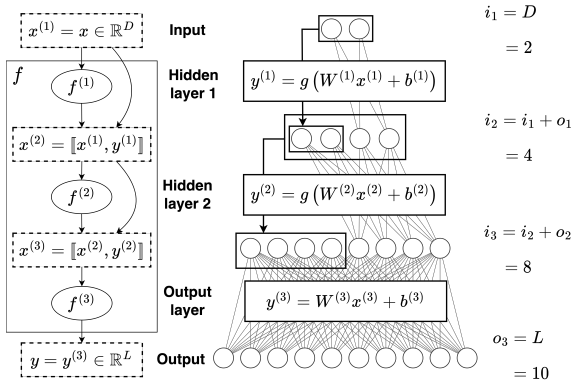 x^{(1)} = x ∈ ℝ^D
f
f^{(1)}
x^{(2)} = ⟦x^{(1)}, y^{(1)}⟧
f^{(2)}
x^{(3)} = ⟦x^{(2)}, y^{(2)}⟧
f^{(3)}
y = y^{(3)} ∈ ℝ^L
Input
Hidden
layer 1
y^{(1)} = g (W^{(1)}x^{(1)} + b^{(1)})
Hidden
layer 2
y^{(2)} = g (W^{(2)}x^{(2)} + b^{(2)})
Output
layer
y^{(3)} = W^{(3)}x^{(3)} + b^{(3)}
Output
i_1 = D
= 2
i_2 = i_1 + o_1
= 4
i_3 = i_2 + o_2
= 8
o_3 = L
= 10